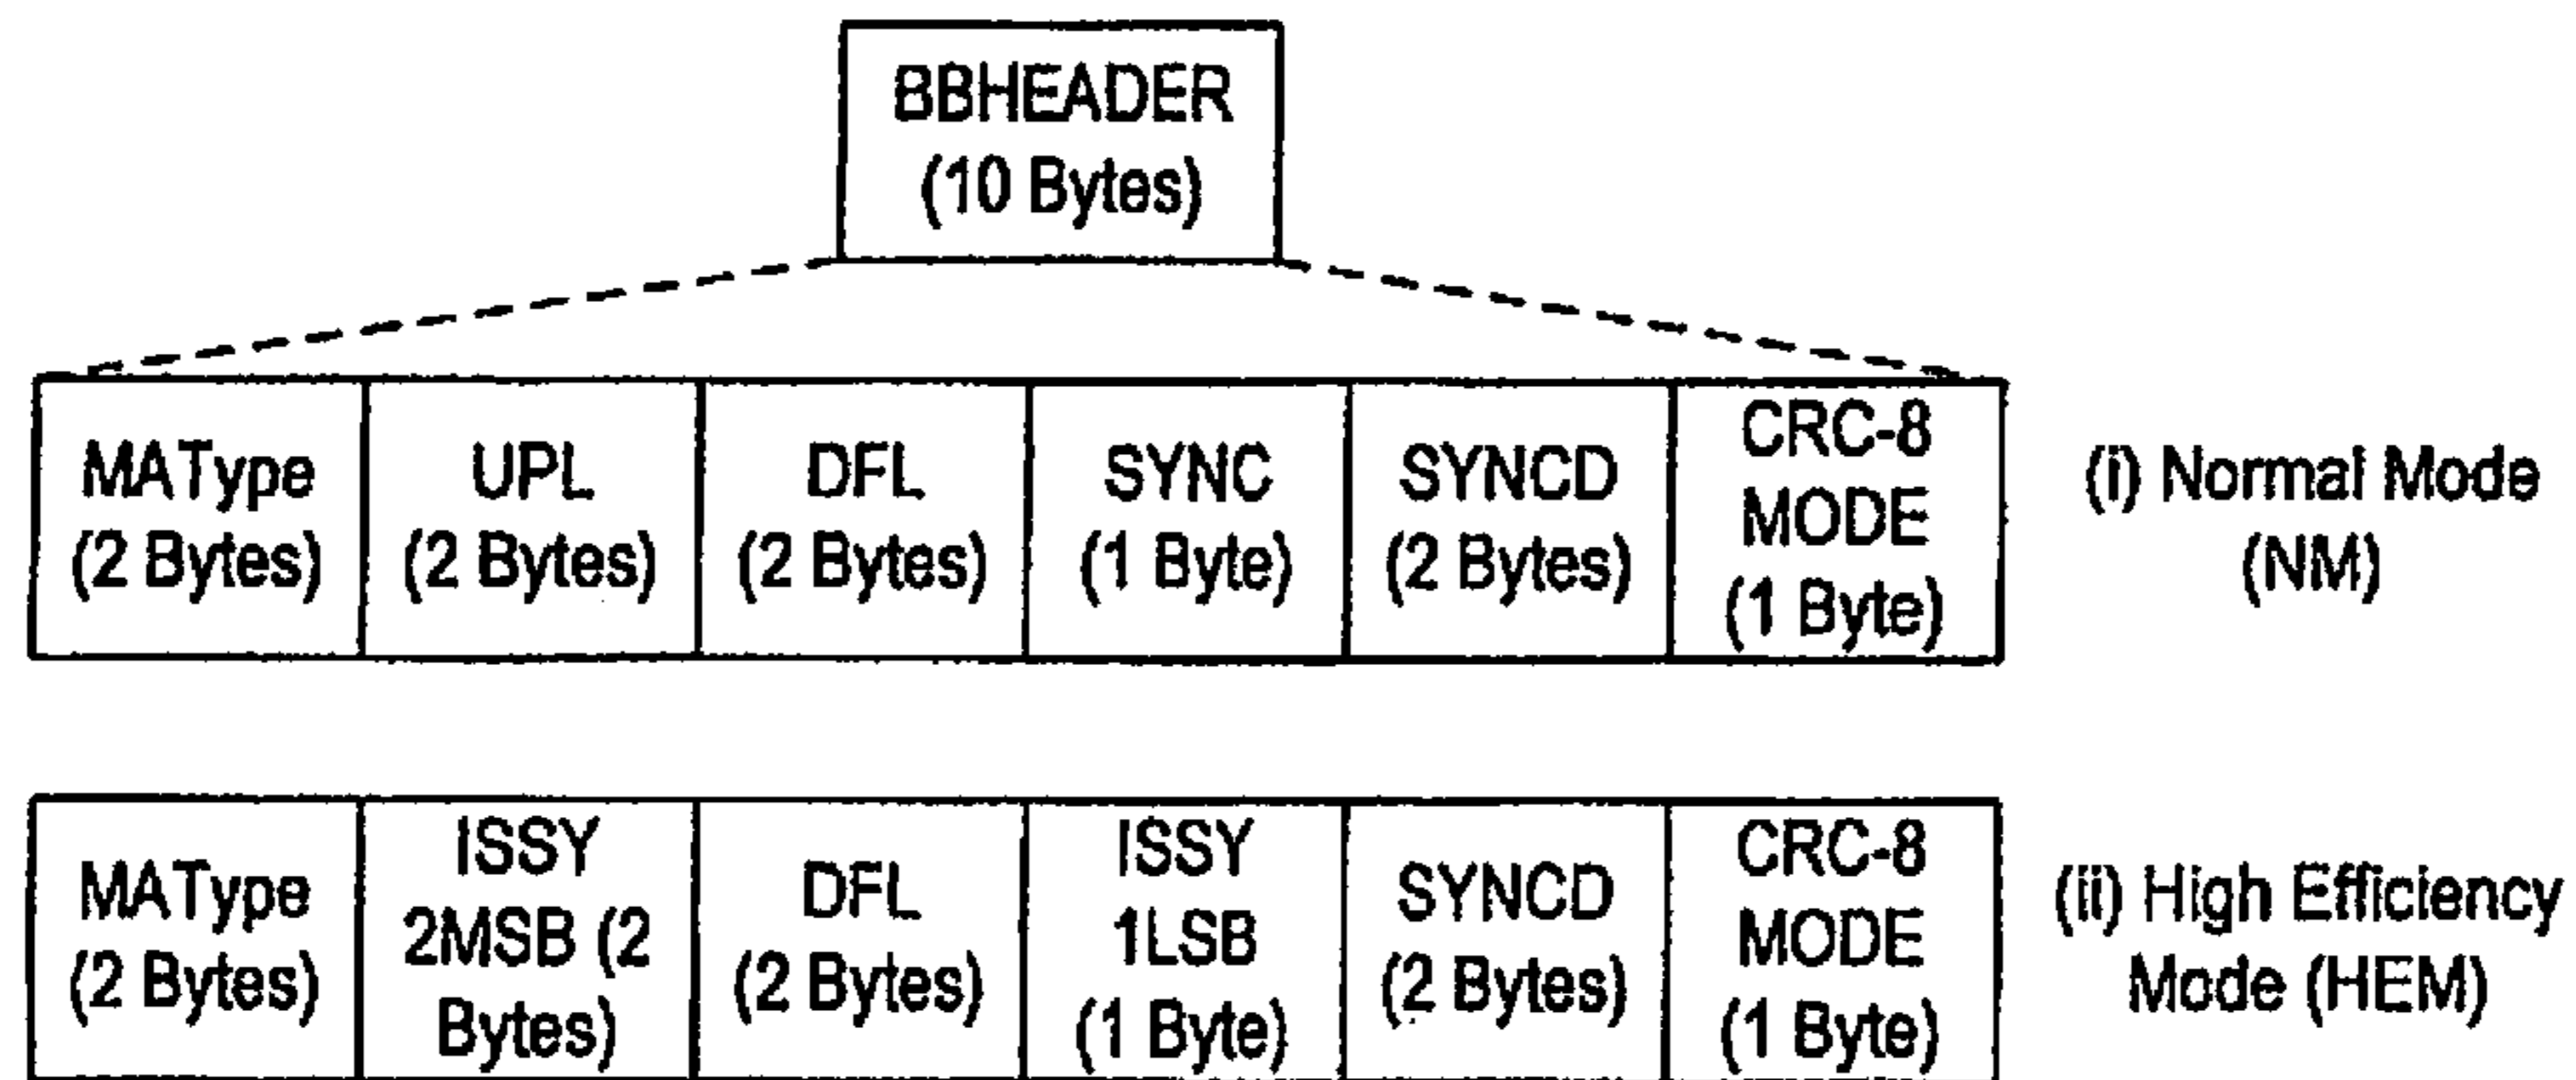 BBHEADER
(10 Bytes)
MAType
(2 Bytes)
UPL
(2 Bytes)
DFL
(2 Bytes)
SYNC
(1 Byte)
SYNCD
(2 Bytes)
CRC-8
MODE
(1 Byte)
(i) Normal Mode
(NM)
MAType
(2 Bytes)
ISSY
2MSB (2
Bytes)
DFL
(2 Bytes)
ISSY
1LSB
(1 Byte)
SYNCD
(2 Bytes)
CRC-8
MODE
(1 Byte)
(ii) High Efficiency
Mode (HEM)